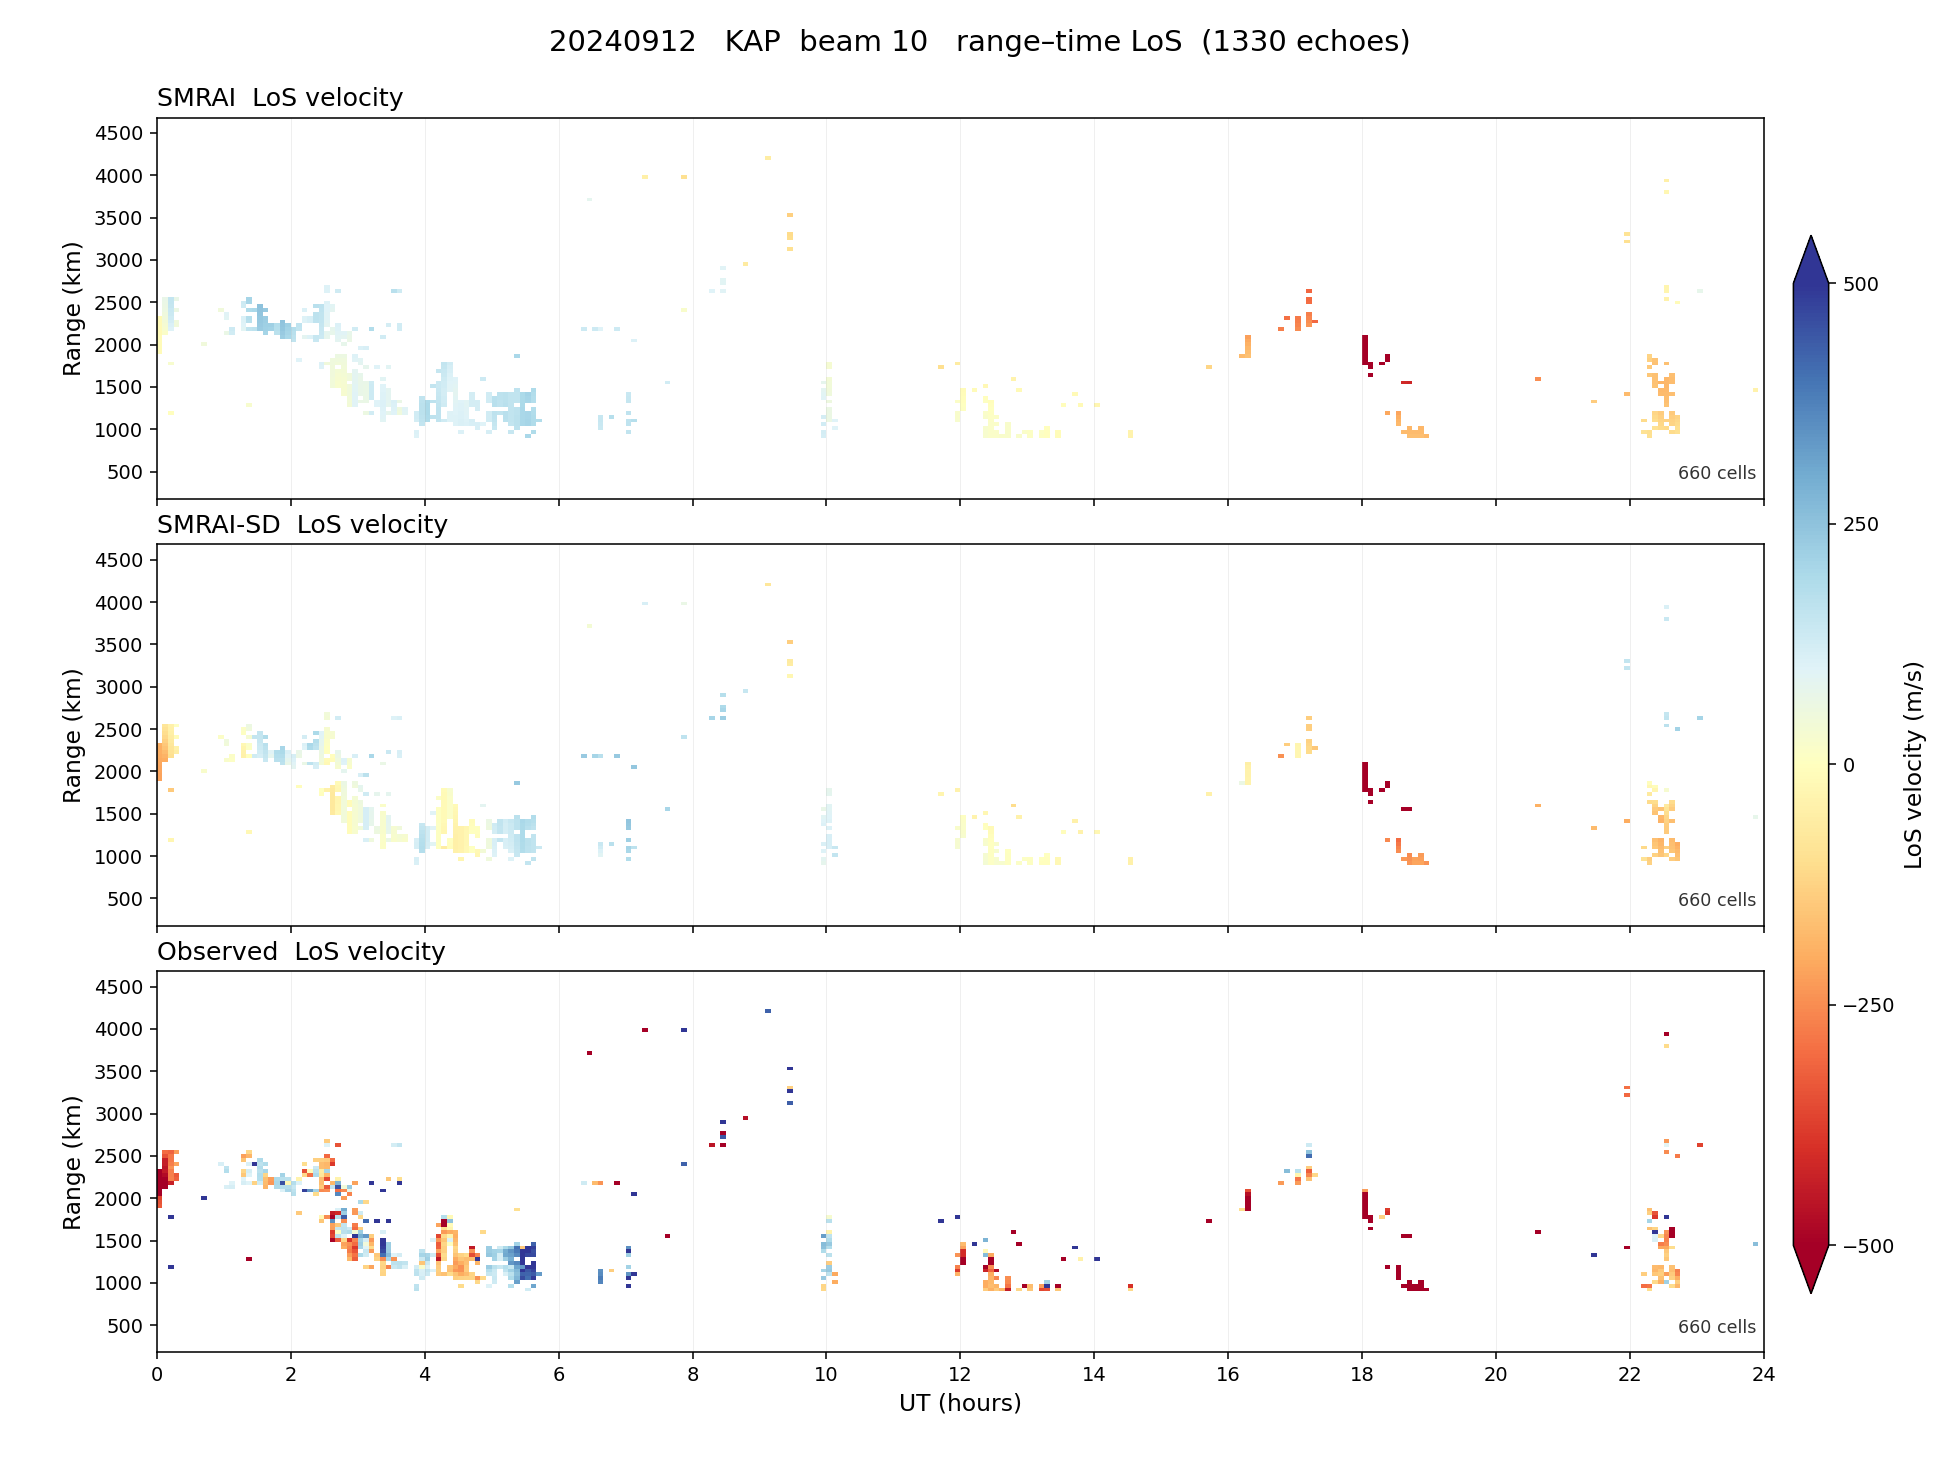 20240912   KAP  beam 10   range–time LoS  (1330 echoes)
SMRAI  LoS velocity
4500
4000
3500
3000
2500
2000
1500
1000
500
Range (km)
660 cells
SMRAI-SD  LoS velocity
4500
4000
3500
3000
2500
2000
1500
1000
500
Range (km)
660 cells
Observed  LoS velocity
4500
4000
3500
3000
2500
2000
1500
1000
500
Range (km)
660 cells
0 2 4 6 8 10 12 14 16 18 20 22 24
UT (hours)
500
250
0
−250
−500
LoS velocity (m/s)